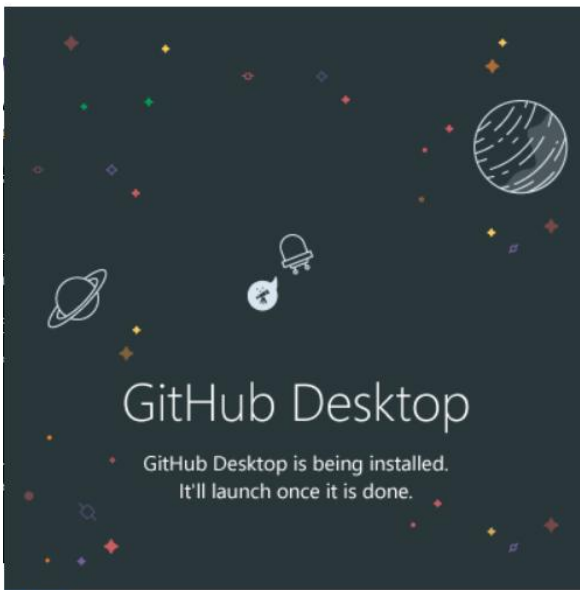 GitHub Desktop
GitHub Desktop is being installed.
It'll launch once it is done.